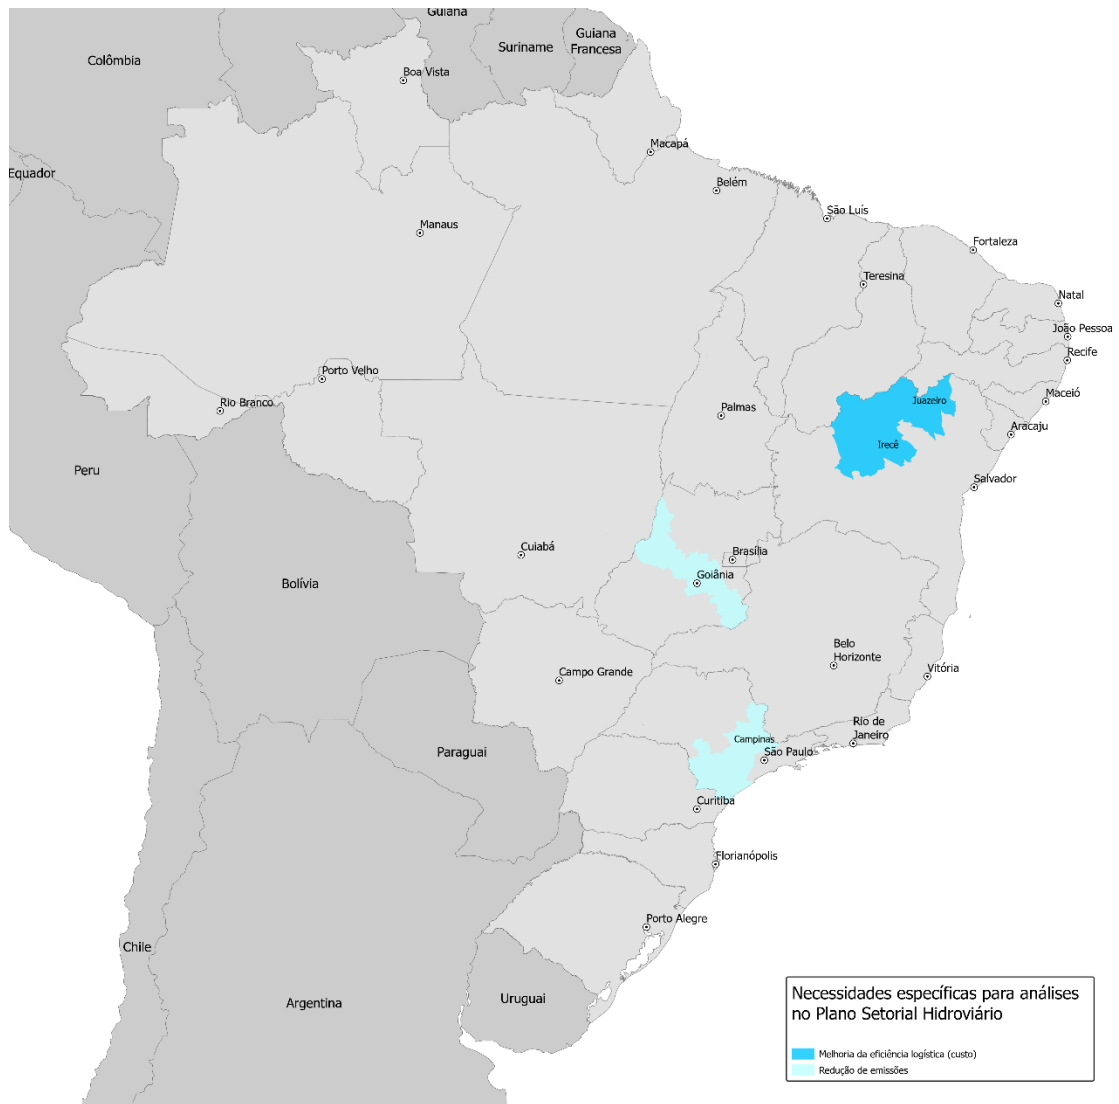 Guiana
Colômbia
Suriname
Guiana
Francesa
Boa Vista
Macapá
Equador
Belém
São Luís
Manaus
Fortaleza
Teresina
Natal
João Pessoa
Recife
Porto Velho
Rio Branco
Palmas
Juazeiro
Maceió
Aracaju
Irecê
Peru
Salvador
Cuiabá
Brasília
Goiânia
Bolívia
Belo
Horizonte
Vitória
Campo Grande
Rio de
Janeiro
Campinas
São Paulo
Paraguai
Curitiba
Florianópolis
Porto Alegre
Chile
Argentina
Uruguai
Necessidades específicas para análises
no Plano Setorial Hidroviário
Melhoria da eficiência logística (custo)
Redução de emissões